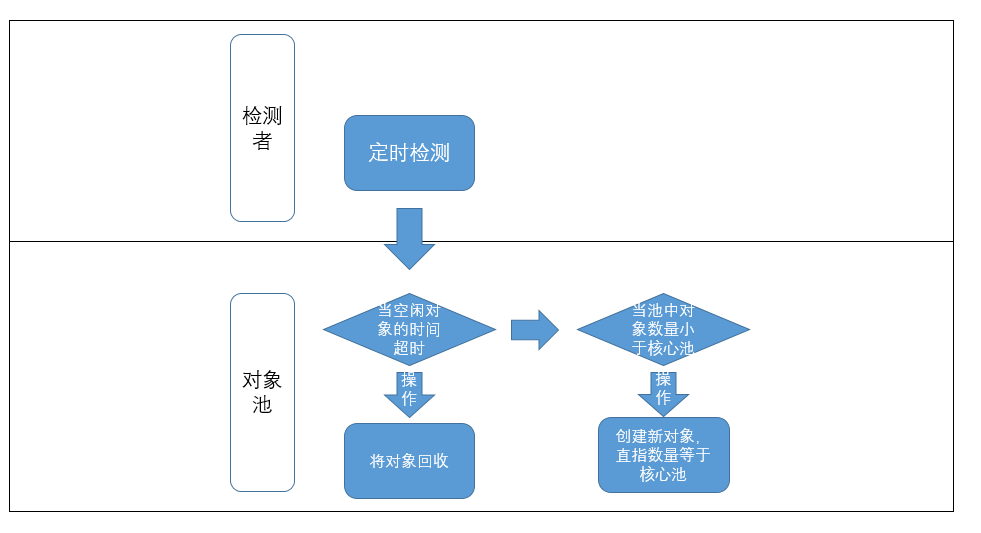 检测
者
定时检测
对象
池
当空闲对
象的时间
超时
当池中对
象数量小
于核心池
操
作
操
作
将对象回收
创建新对象,
直指数量等于
核心池